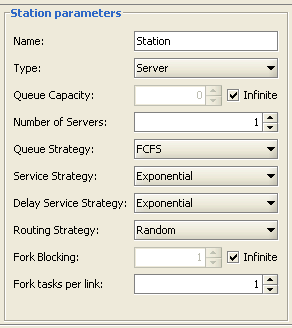 Station parameters
Name: Station
Type: Server
Queue Capacity: 0 Infinite
Number of Servers: 1
Queue Strategy: FCFS
Service Strategy: Exponential
Delay Service Strategy: Exponential
Routing Strategy: Random
Fork Blocking: 1 Infinite
Fork tasks per link: 1